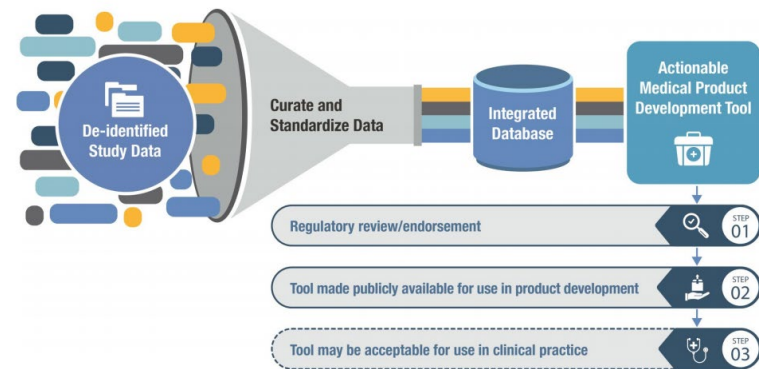 De-identified
Study Data
Curate and
Standardize Data
Integrated
Database
Actionable
Medical Product
Development Tool
Regulatory review/endorsement
STEP
01
Tool made publicly available for use in product development
STEP
02
Tool may be acceptable for use in clinical practice
STEP
03